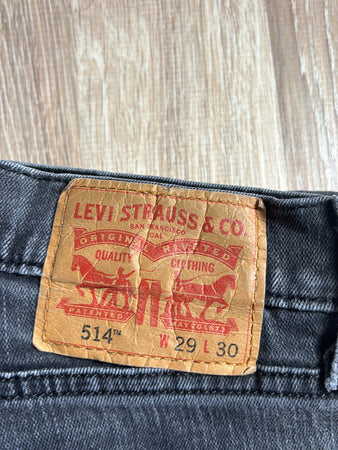 LEVI STRAUSS & CO.
SAN FRANCISCO
CAL
ORIGINAL RIVETED
QUALITY CLOTHING
PATENTED MAY 20 1873
514™ W 29 L 30